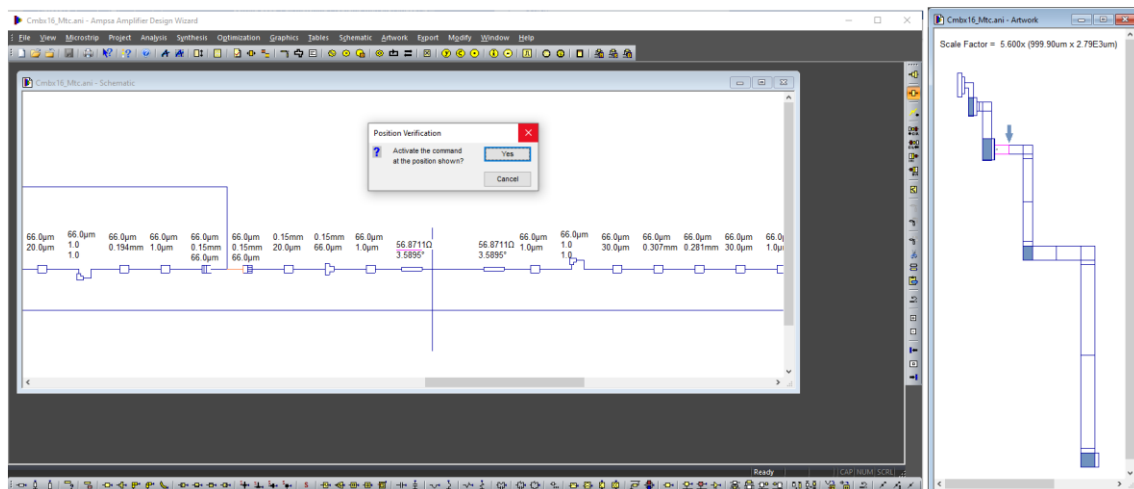 Cmbx16_Mtc.ani - Ampsa Amplifier Design Wizard
File View Microstrip Project Analysis Synthesis Optimization Graphics Tables Schematic Artwork Export Modify Window Help
Cmbx16_Mtc.ani - Schematic
Position Verification
Activate the command
at the position shown?
Yes
Cancel
66.0µm 66.0µm 66.0µm 66.0µm 66.0µm 66.0µm 0.15mm 0.15mm 66.0µm 56.8711Ω 56.8711Ω 66.0µm 66.0µm 66.0µm 66.0µm 66.0µm 66.0µm 66.0µ
20.0µm 1.0 0.194mm 1.0µm 0.15mm 0.15mm 20.0µm 66.0µm 1.0µm 3.5895° 3.5895° 1.0µm 1.0 30.0µm 0.307mm 0.281mm 30.0µm 1.0µ
1.0 66.0µm 66.0µm 1.0
Ready CAP NUM SCRL
Cmbx16_Mtc.ani - Artwork
Scale Factor = 5.600x (999.90um x 2.79E3um)